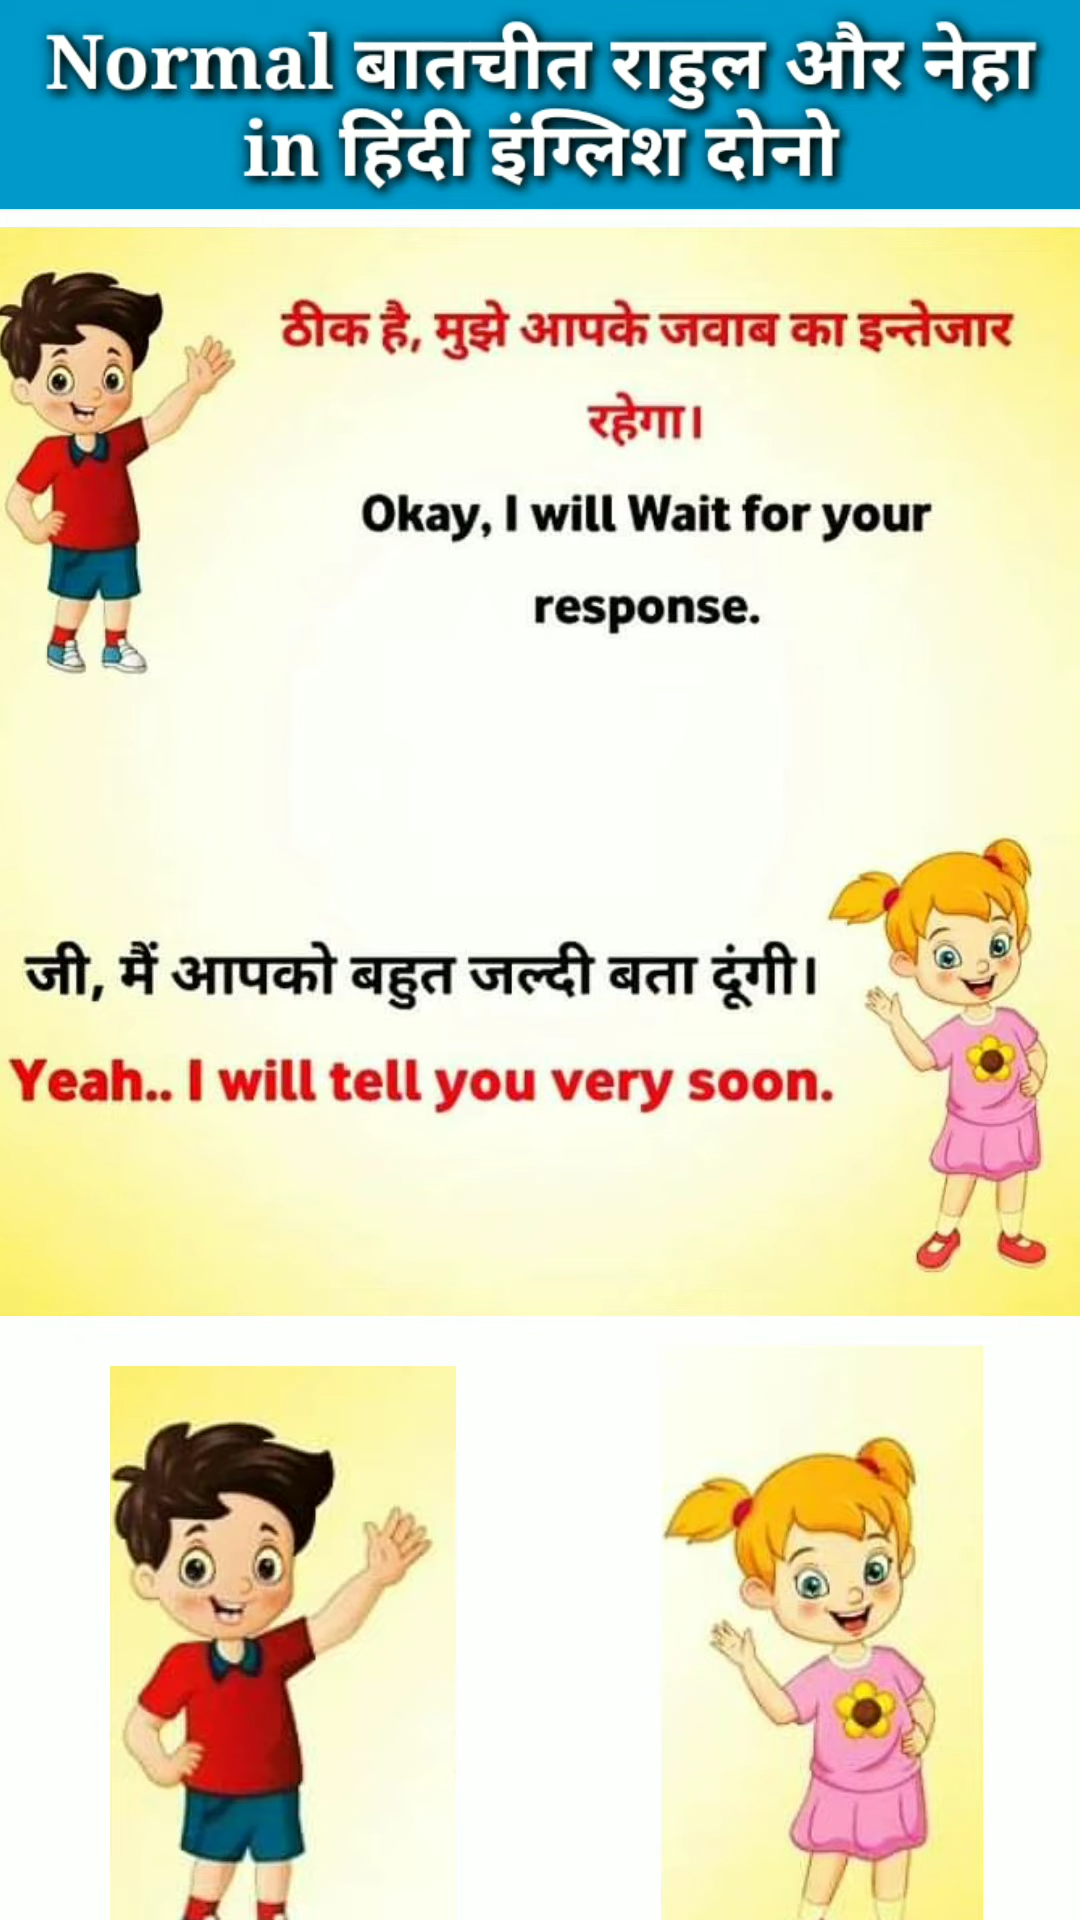 Normal बातचीत राहुल और नेहा
in हिंदी इंग्लिश दोनो
ठीक है, मुझे आपके जवाब का इन्तेजार
रहेगा।
Okay, I will Wait for your
response.
जी, मैं आपको बहुत जल्दी बता दूंगी।
Yeah.. I will tell you very soon.